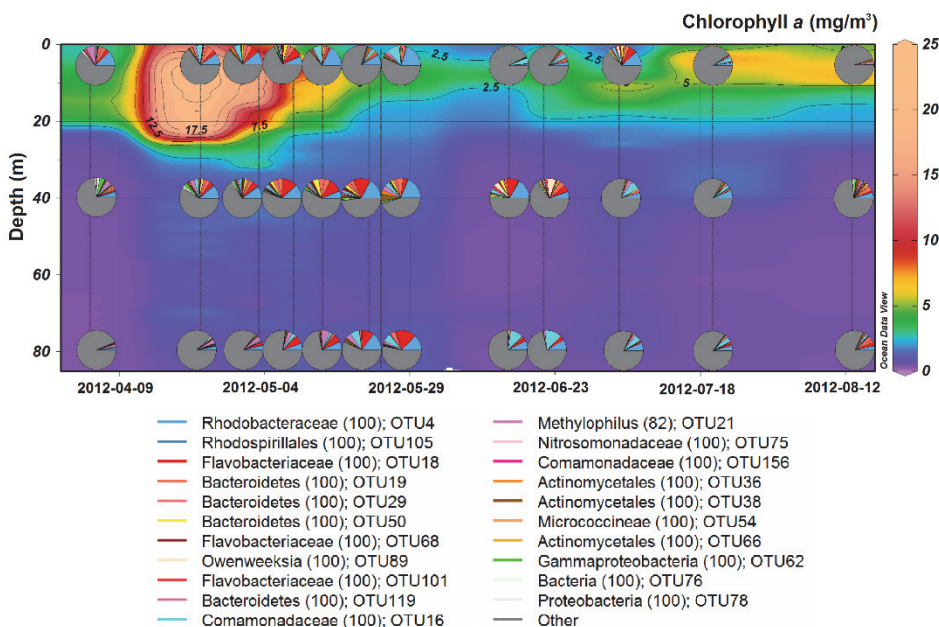 Chlorophyll a (mg/m³)
0
20
40
60
80
Depth (m)
2.5
2.5
2.5
5
12.5
17.5
7.5
25
20
15
10
5
0
Ocean Data View
2012-04-09
2012-05-04
2012-05-29
2012-06-23
2012-07-18
2012-08-12
Rhodobacteraceae (100); OTU4
Rhodospirillales (100); OTU105
Flavobacteriaceae (100); OTU18
Bacteroidetes (100); OTU19
Bacteroidetes (100); OTU29
Bacteroidetes (100); OTU50
Flavobacteriaceae (100); OTU68
Owenweeksia (100); OTU89
Flavobacteriaceae (100); OTU101
Bacteroidetes (100); OTU119
Comamonadaceae (100); OTU16
Methylophilus (82); OTU21
Nitrosomonadaceae (100); OTU75
Comamonadaceae (100); OTU156
Actinomycetales (100); OTU36
Actinomycetales (100); OTU38
Micrococcineae (100); OTU54
Actinomycetales (100); OTU66
Gammaproteobacteria (100); OTU62
Bacteria (100); OTU76
Proteobacteria (100); OTU78
Other